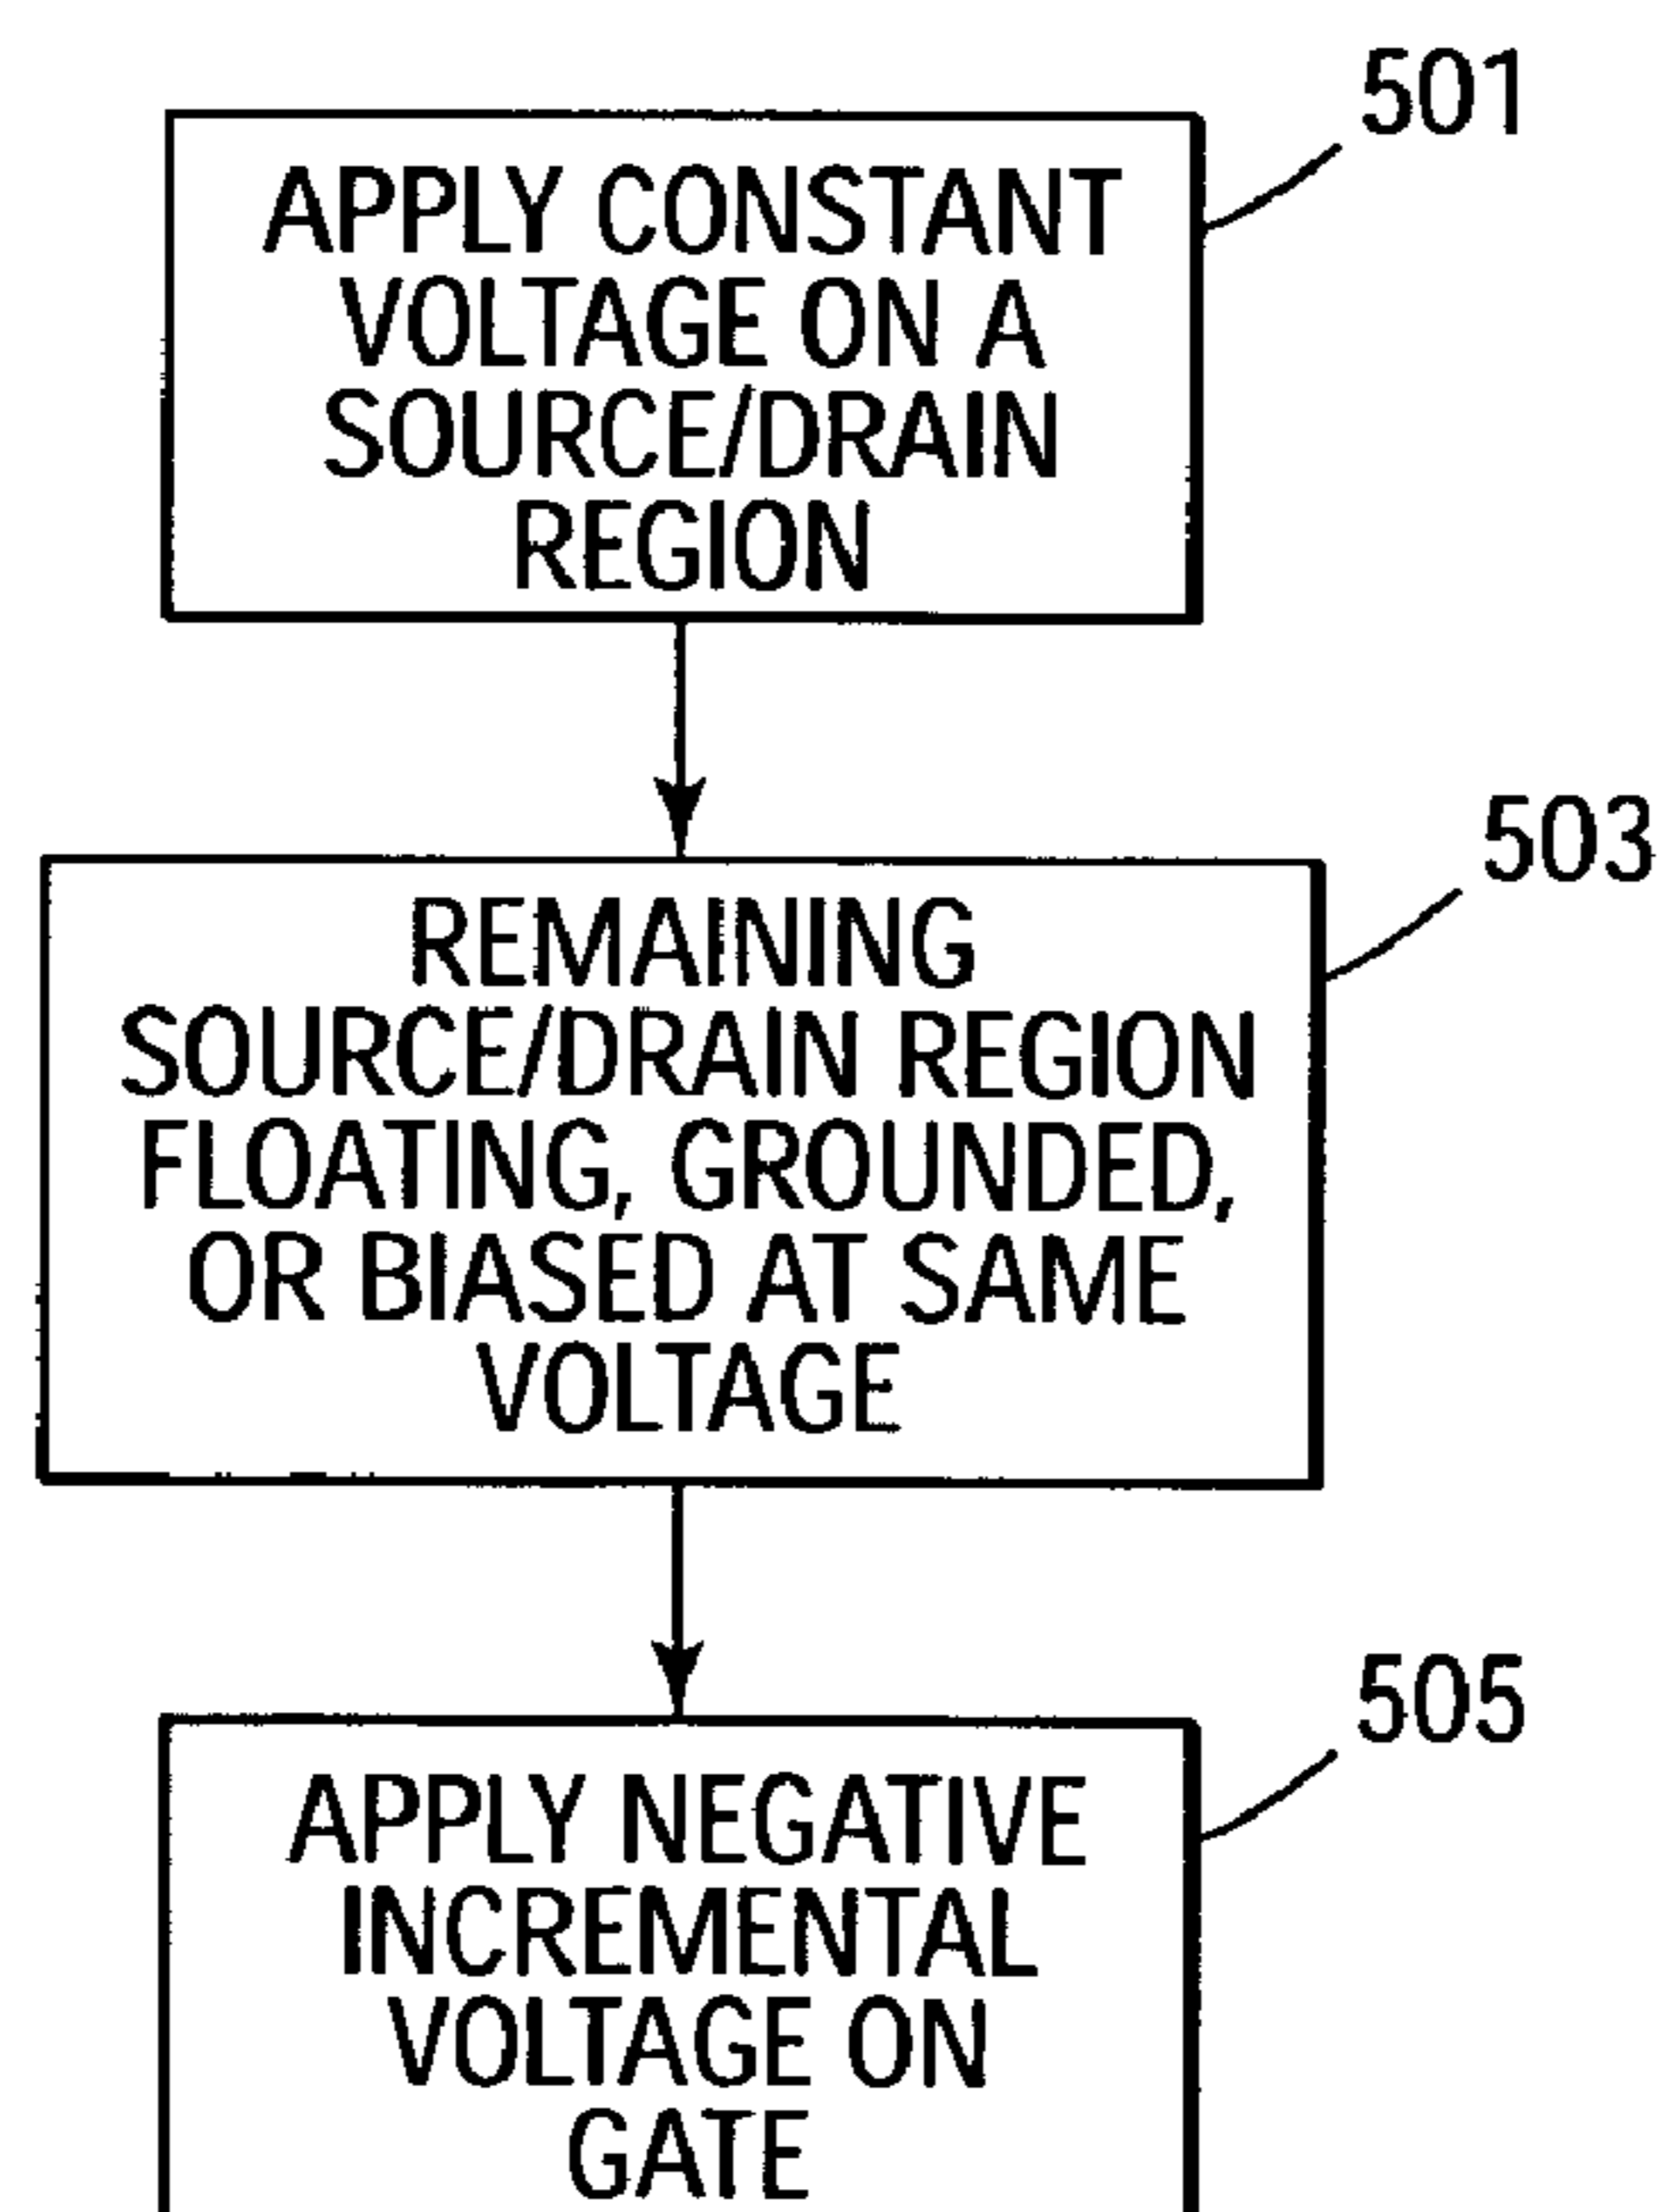 501
APPLY CONSTANT
VOLTAGE ON A
SOURCE/DRAIN
REGION
503
REMAINING
SOURCE/DRAIN REGION
FLOATING, GROUNDED,
OR BIASED AT SAME
VOLTAGE
505
APPLY NEGATIVE
INCREMENTAL
VOLTAGE ON
GATE